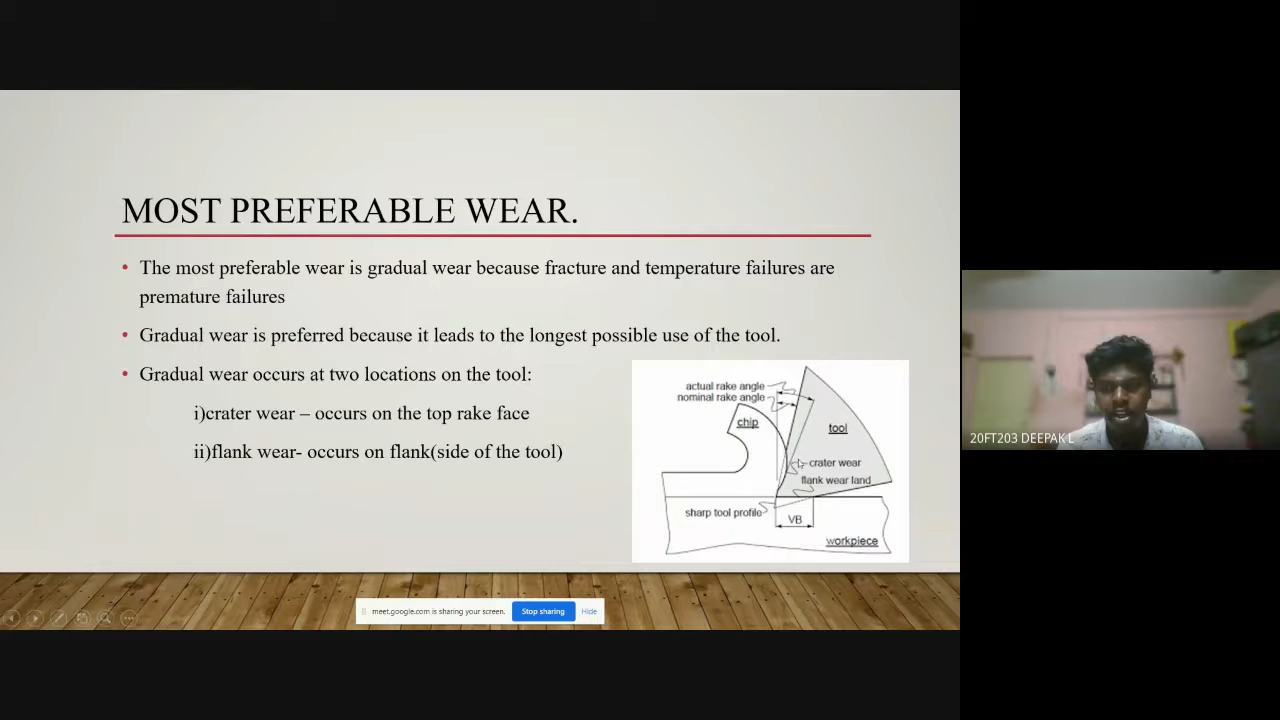 MOST PREFERABLE WEAR.
• The most preferable wear is gradual wear because fracture and temperature failures are
premature failures
• Gradual wear is preferred because it leads to the longest possible use of the tool.
• Gradual wear occurs at two locations on the tool:
i)crater wear – occurs on the top rake face
ii)flank wear- occurs on flank(side of the tool)
actual rake angle
nominal rake angle
chip
tool
crater wear
flank wear land
sharp tool profile
VB
workpiece
meet.google.com is sharing your screen.
Stop sharing
Hide
20FT203 DEEPAK L